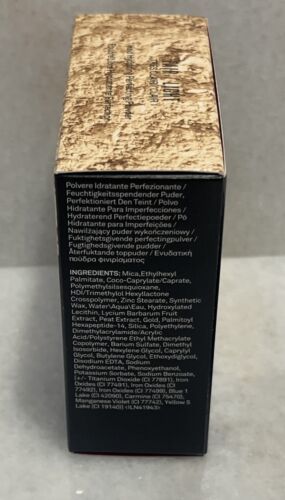 Polvere Idratante Perfezionante /
Feuchtigkeitsspendender Puder,
Perfektioniert Den Teint / Polvo
Hidratante Para Imperfecciones /
Hydraterend Perfectiepoeder / Pó
Hidratante para Imperfeições /
Nawilżający puder wykończeniowy /
Fuktighetsgivende perfectingpulver /
Fugtighedsgivende pudder /
Återfuktande toppuder / Ενυδατική
πούδρα φινιρίσματος
INGREDIENTS: Mica,Ethylhexyl
Palmitate, Coco-Caprylate/Caprate,
Polymethylsilsesquioxane,
HDI/Trimethylol Hexyllactone
Crosspolymer, Zinc Stearate, Synthetic
Wax, Water\Aqua\Eau, Hydroxylated
Lecithin, Lycium Barbarum Fruit
Extract, Peat Extract, Gold, Palmitoyl
Hexapeptide-14, Silica, Polyethylene,
Dimethylacrylamide/Acrylic
Acid/Polystyrene Ethyl Methacrylate
Copolymer, Barium Sulfate, Dimethyl
Isosorbide, Hexylene Glycol, Caprylyl
Glycol, Butylene Glycol, Ethoxydiglycol,
Disodium EDTA, Sodium
Dehydroacetate, Phenoxyethanol,
Potassium Sorbate, Sodium Benzoate,
[+/- Titanium Dioxide (CI 77891), Iron
Oxides (CI 77491), Iron Oxides (CI
77492), Iron Oxides (CI 77499), Blue 1
Lake (CI 42090), Carmine (CI 75470),
Manganese Violet (CI 77742), Yellow 5
Lake (CI 19140)] <ILN41943>